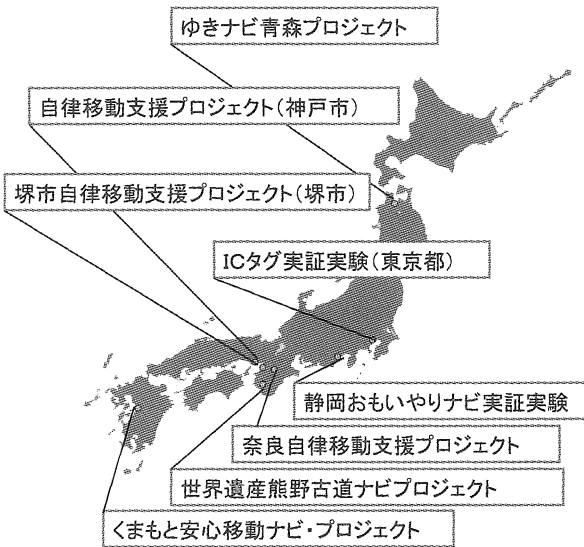 ゆきナビ青森プロジェクト
自律移動支援プロジェクト(神戸市)
堺市自律移動支援プロジェクト(堺市)
ICタグ実証実験(東京都)
静岡おもいやりナビ実証実験
奈良自律移動支援プロジェクト
世界遺産熊野古道ナビプロジェクト
くまもと安心移動ナビ・プロジェクト